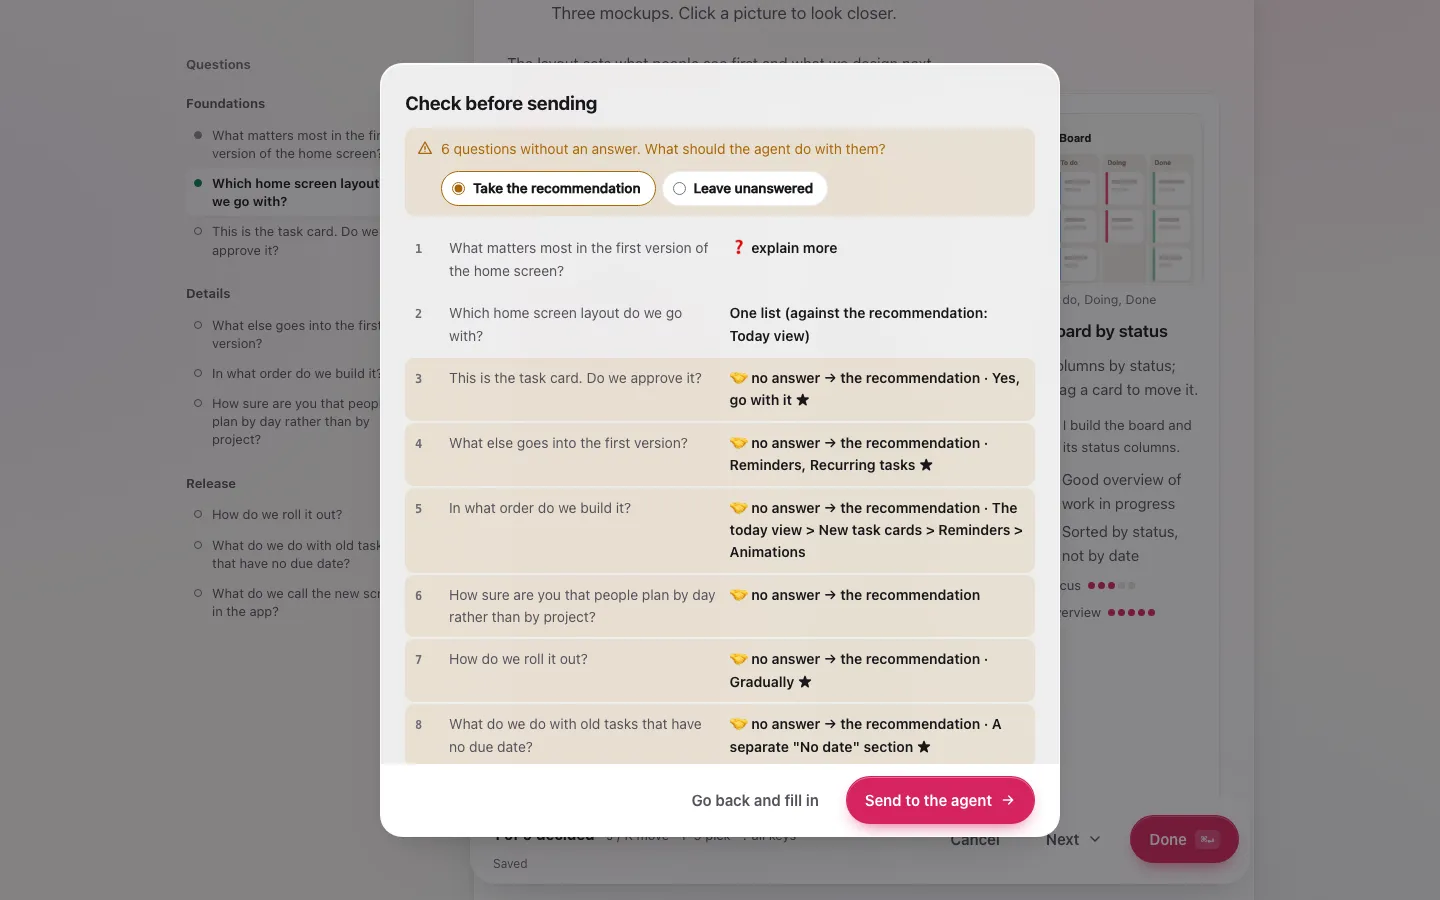 Three mockups. Click a picture to look closer.
Questions
Foundations
What matters most in the fir
version of the home screen?
Which home screen layout
we go with?
This is the task card. Do we
approve it?
Details
What else goes into the first
version?
In what order do we build it?
How sure are you that peop
plan by day rather than by
project?
Release
How do we roll it out?
What do we do with old task
that have no due date?
What do we call the new scr
in the app?
Check before sending
6 questions without an answer. What should the agent do with them?
Take the recommendation
Leave unanswered
1 What matters most in the first version of
the home screen?
❓ explain more
2 Which home screen layout do we go
with?
One list (against the recommendation:
Today view)
3 This is the task card. Do we approve it?
🤝 no answer → the recommendation · Yes,
go with it ★
4 What else goes into the first version?
🤝 no answer → the recommendation ·
Reminders, Recurring tasks ★
5 In what order do we build it?
🤝 no answer → the recommendation · The
today view > New task cards > Reminders >
Animations
6 How sure are you that people plan by day
rather than by project?
🤝 no answer → the recommendation
7 How do we roll it out?
🤝 no answer → the recommendation ·
Gradually ★
8 What do we do with old tasks that have
no due date?
🤝 no answer → the recommendation · A
separate "No date" section ★
Go back and fill in
Send to the agent →
Board
To do
Doing
Done
do, Doing, Done
oard by status
olumns by status;
ag a card to move it.
I build the board and
its status columns.
Good overview of
work in progress
Sorted by status,
not by date
cus
erview
Cancel
Next
Done
Saved